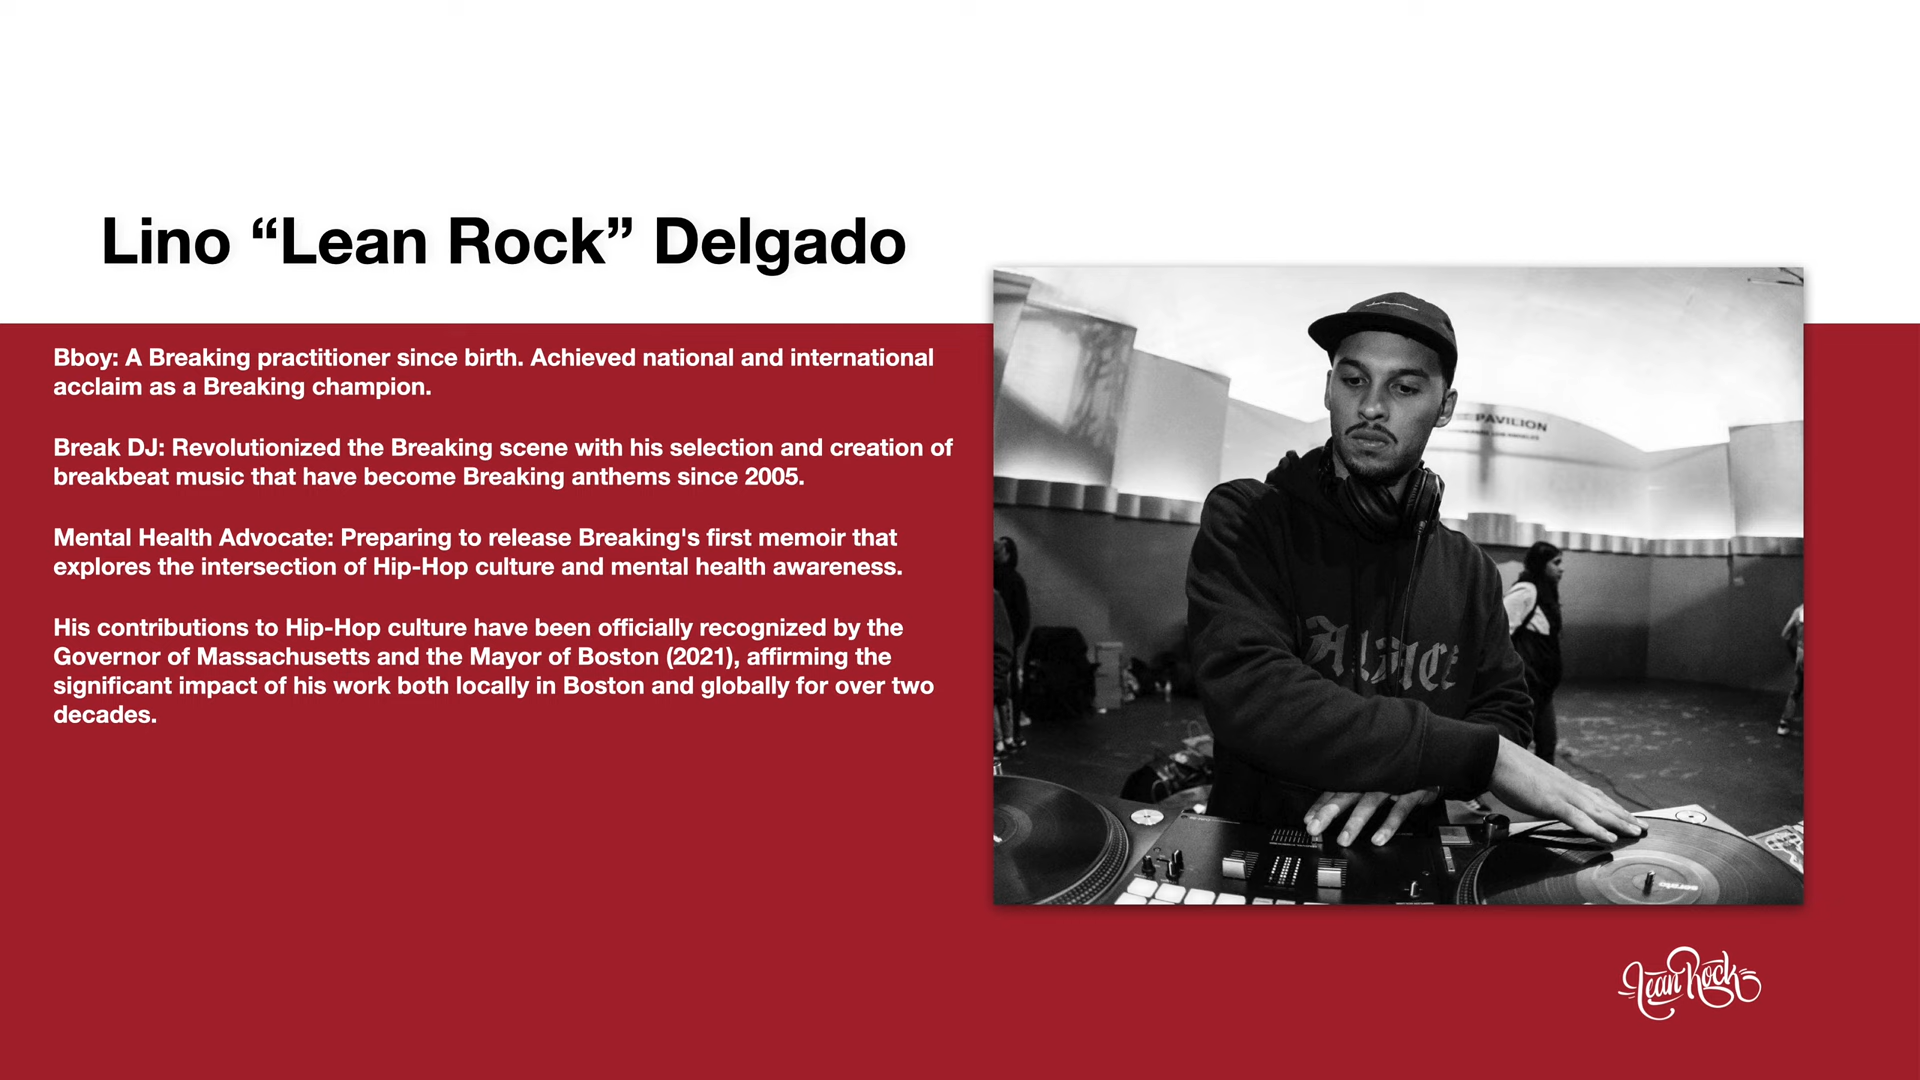 Lino “Lean Rock” Delgado
Bboy: A Breaking practitioner since birth. Achieved national and international
acclaim as a Breaking champion.
Break DJ: Revolutionized the Breaking scene with his selection and creation of
breakbeat music that have become Breaking anthems since 2005.
Mental Health Advocate: Preparing to release Breaking's first memoir that
explores the intersection of Hip-Hop culture and mental health awareness.
His contributions to Hip-Hop culture have been officially recognized by the
Governor of Massachusetts and the Mayor of Boston (2021), affirming the
significant impact of his work both locally in Boston and globally for over two
decades.
PAVILION
Lean Rock